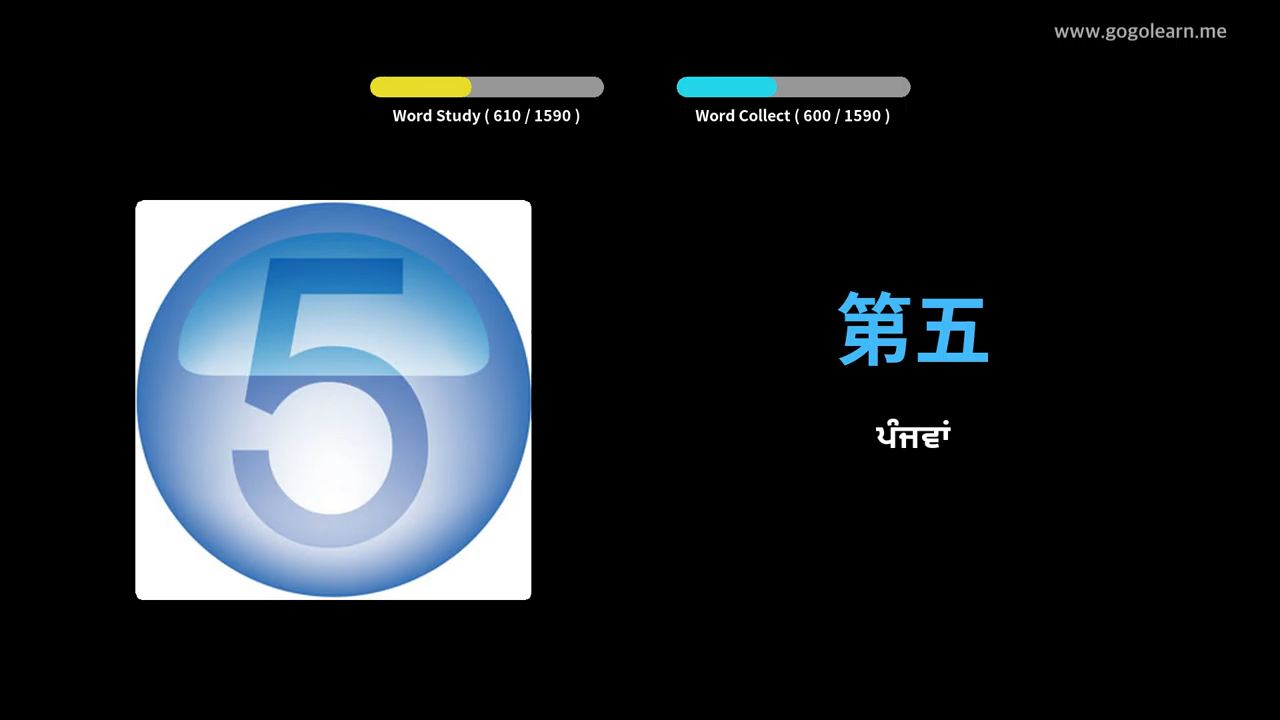 www.gogolearn.me
Word Study ( 610 / 1590 )
Word Collect ( 600 / 1590 )
5
第五
ਪੰਜਵਾਂ